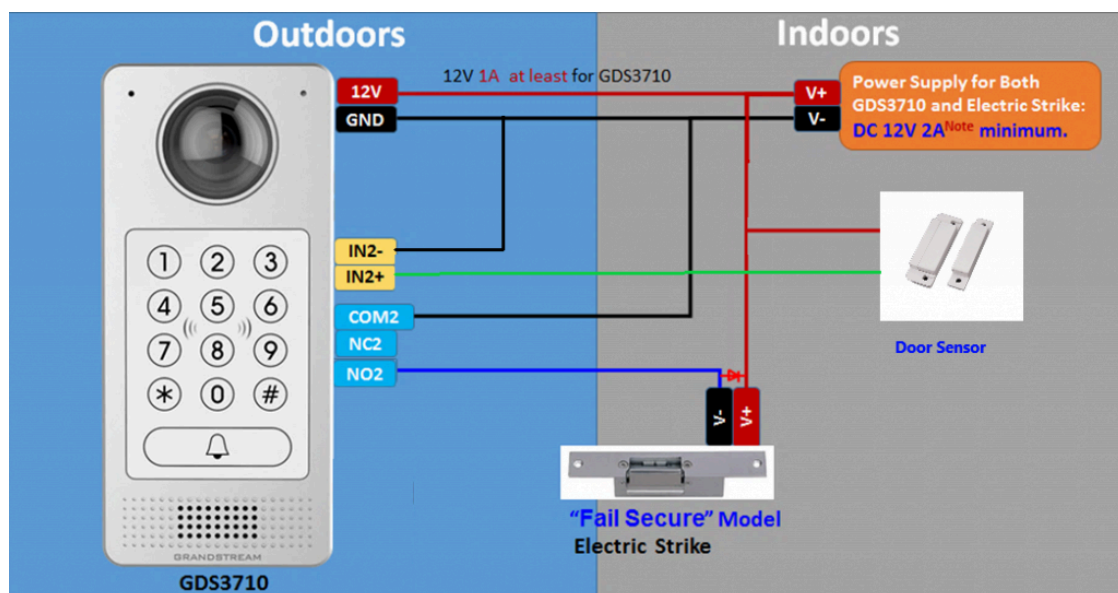 Outdoors
Indoors
12V 1A at least for GDS3710
12V
GND
V+
V-
Power Supply for Both
GDS3710 and Electric Strike:
DC 12V 2ANote minimum.
IN2-
IN2+
COM2
NC2
NO2
1 2 3
4 5 6
7 8 9
* 0 #
Door Sensor
V-
V+
"Fail Secure" Model
Electric Strike
GRANDSTREAM
GDS3710